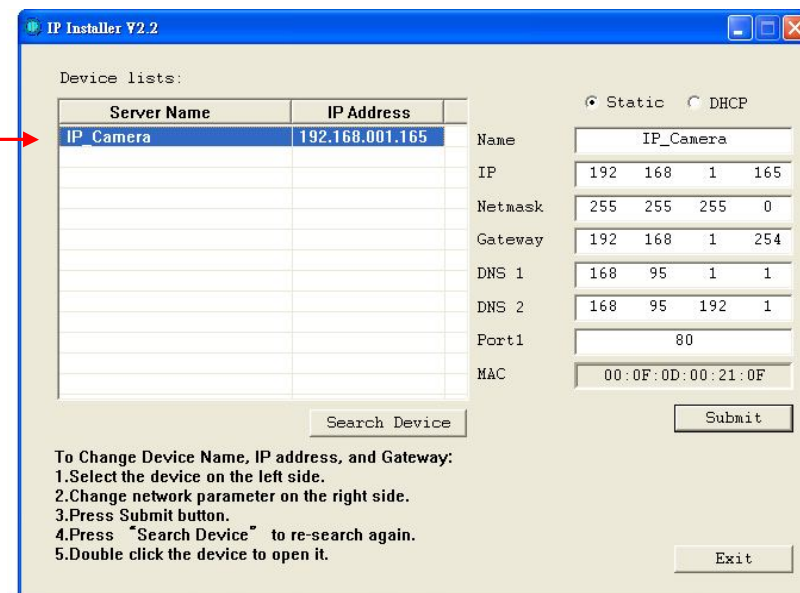 IP Installer V2.2
Device lists:
Server Name IP Address
IP_Camera 192.168.001.165
Static DHCP
Name IP_Camera
IP 192 168 1 165
Netmask 255 255 255 0
Gateway 192 168 1 254
DNS 1 168 95 1 1
DNS 2 168 95 192 1
Port1 80
MAC 00:0F:0D:00:21:0F
Search Device
Submit
To Change Device Name, IP address, and Gateway:
1.Select the device on the left side.
2.Change network parameter on the right side.
3.Press Submit button.
4.Press “Search Device” to re-search again.
5.Double click the device to open it.
Exit